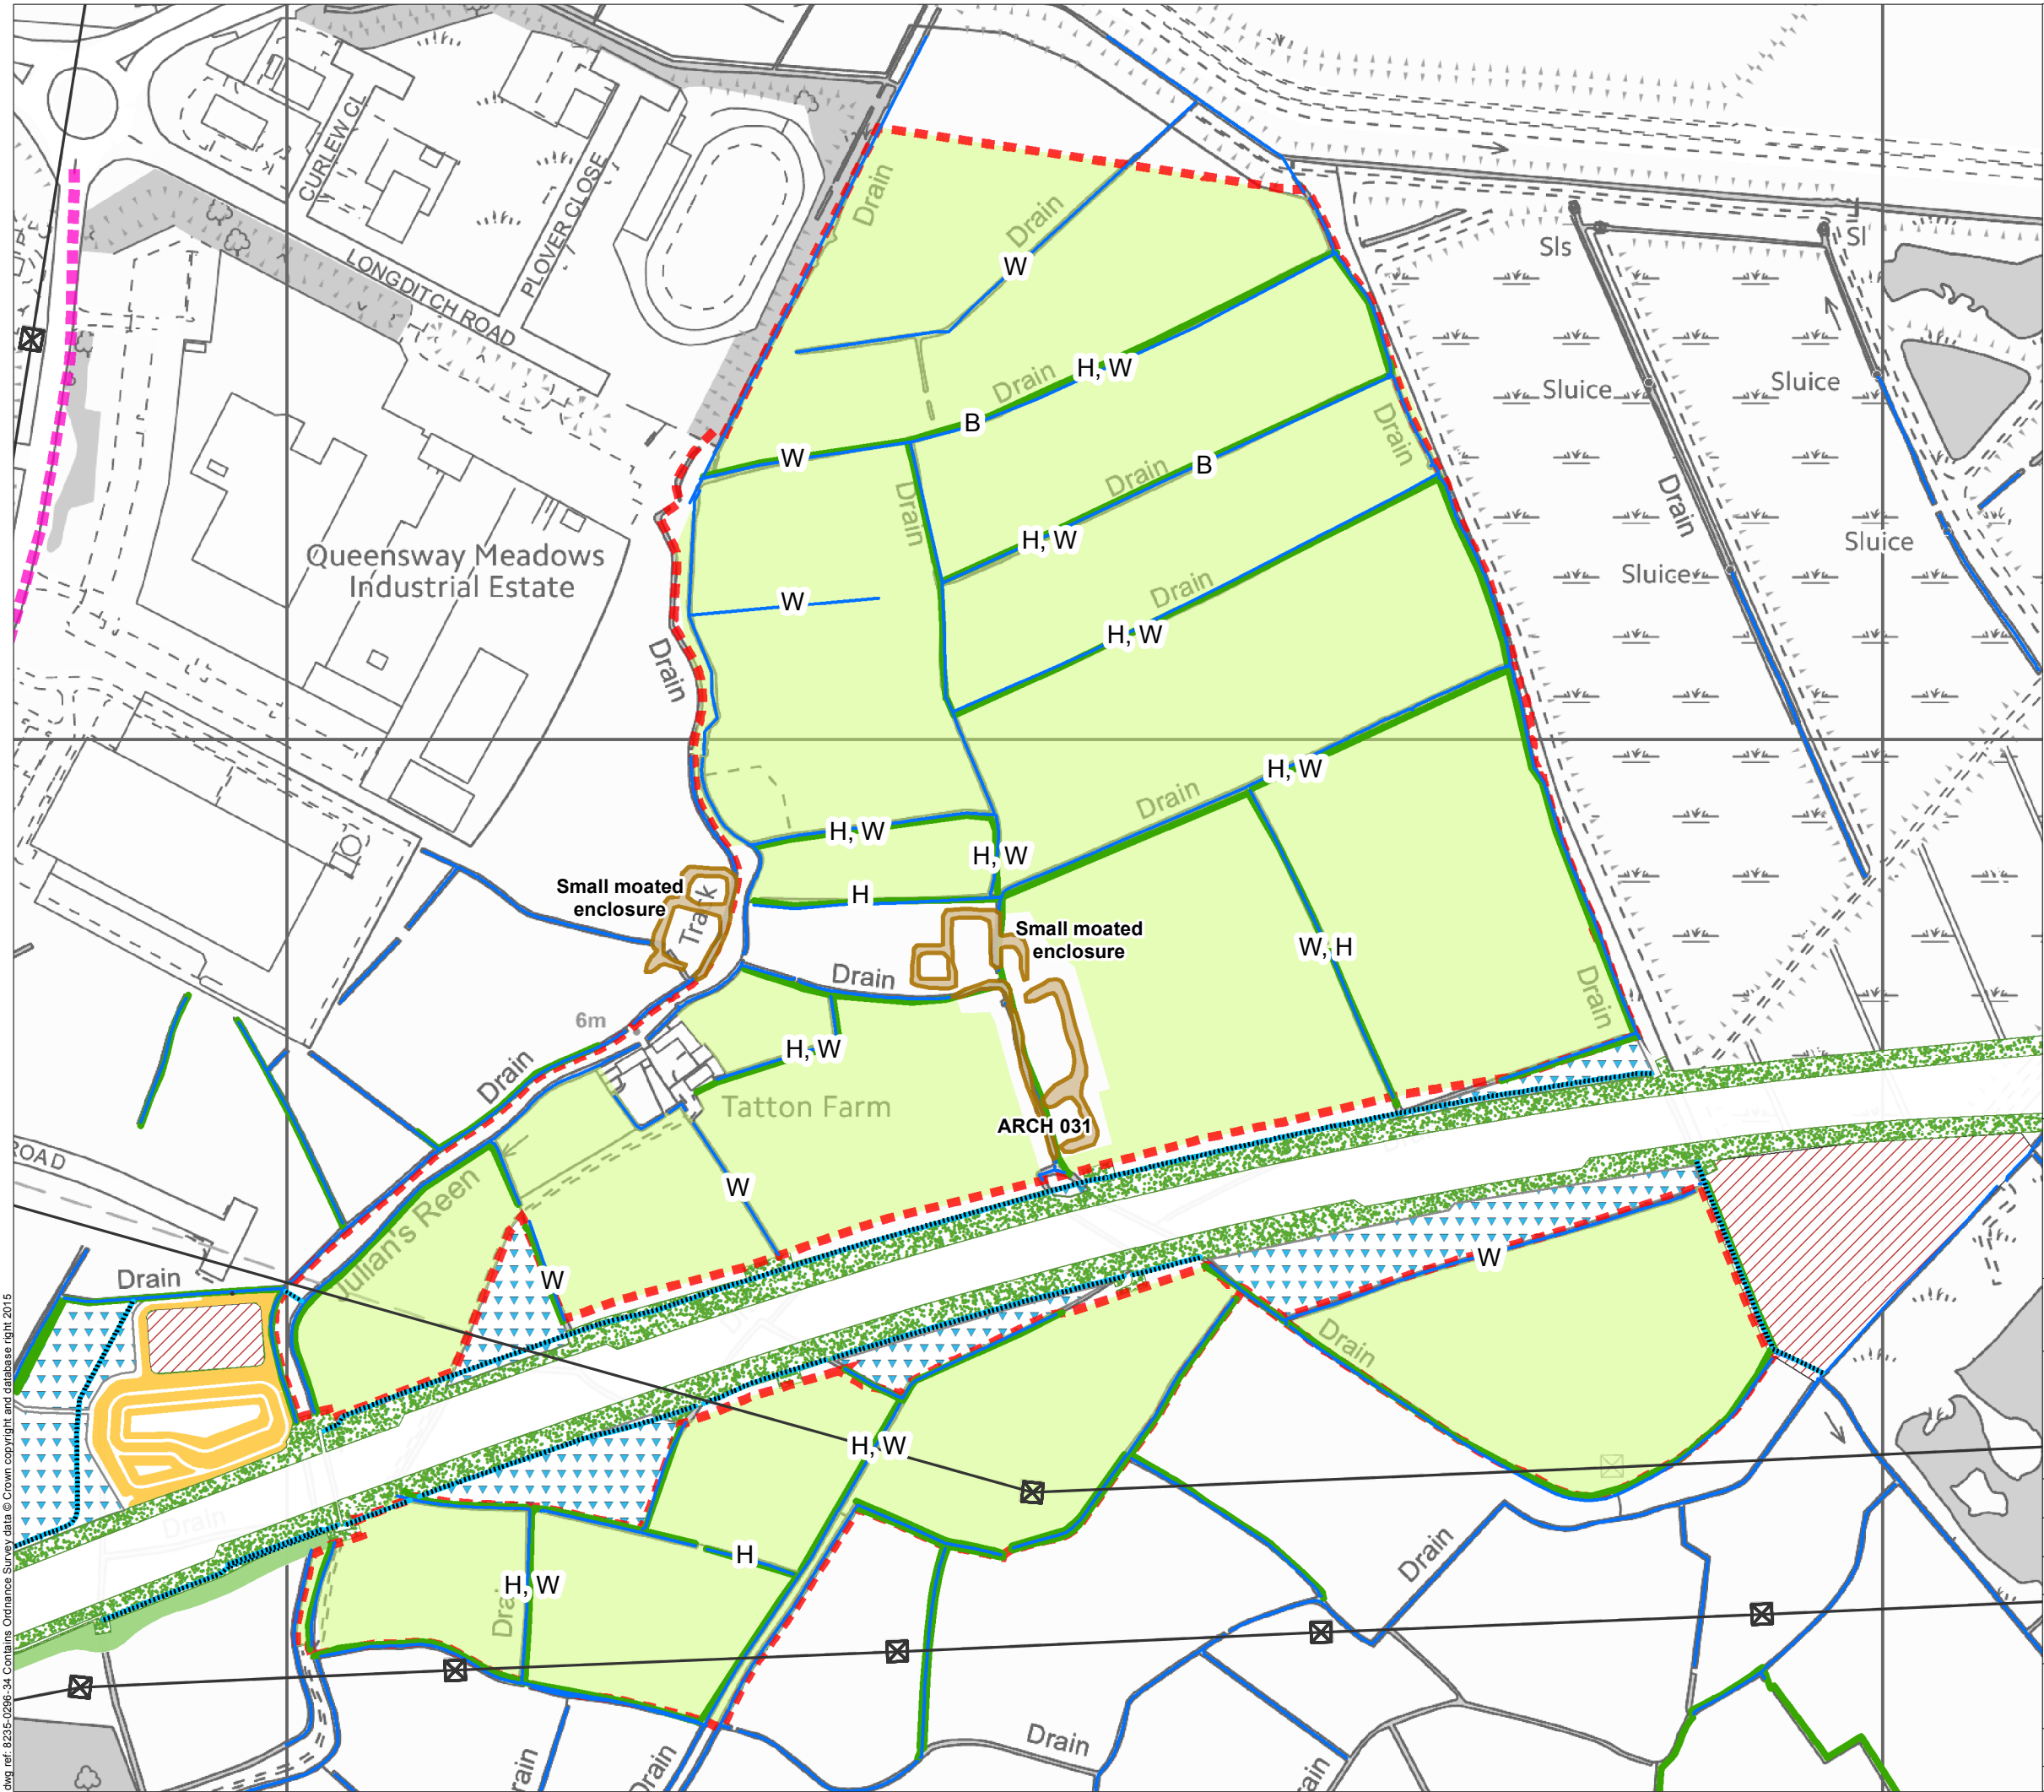 CURLEW CL
PLOVER CLOSE
LONGDITCH ROAD
Drain
Drain
W
Sls
Sl
Sluice
Sluice
H, W
Drain
B
Drain
W
B
Drain
Drain
Drain
H, W
Sluice
Sluice
Queensway Meadows
Industrial Estate
W
Drain
H, W
Drain
H, W
Drain
H, W
H, W
H
Small moated
enclosure
Track
Small moated
enclosure
W, H
Drain
Drain
6m
H, W
Drain
Tatton Farm
ARCH 031
ROAD
W
Julian's Reen
Drain
W
W
Drain
H, W
Drain
H
H, W
Drain
Drain
Drain
rain
Drain
rain
dwg ref: 8235-0296-34 Contains Ordnance Survey data © Crown copyright and database right 2015